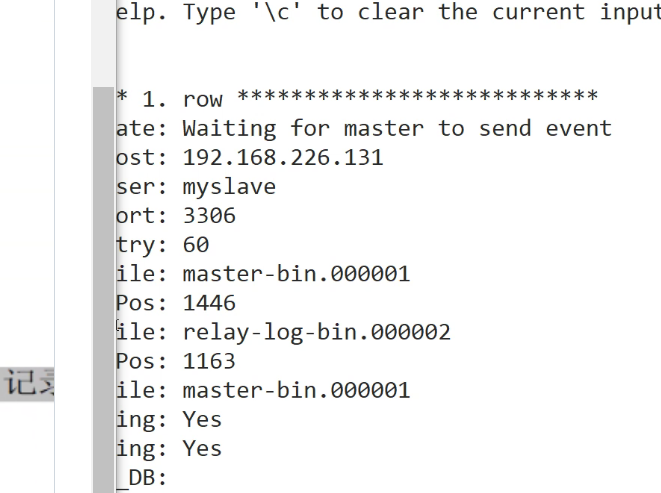 elp. Type '\c' to clear the current input
* 1. row ***************************
ate: Waiting for master to send event
ost: 192.168.226.131
ser: myslave
ort: 3306
try: 60
ile: master-bin.000001
Pos: 1446
ile: relay-log-bin.000002
Pos: 1163
记录
ile: master-bin.000001
ing: Yes
ing: Yes
_DB: